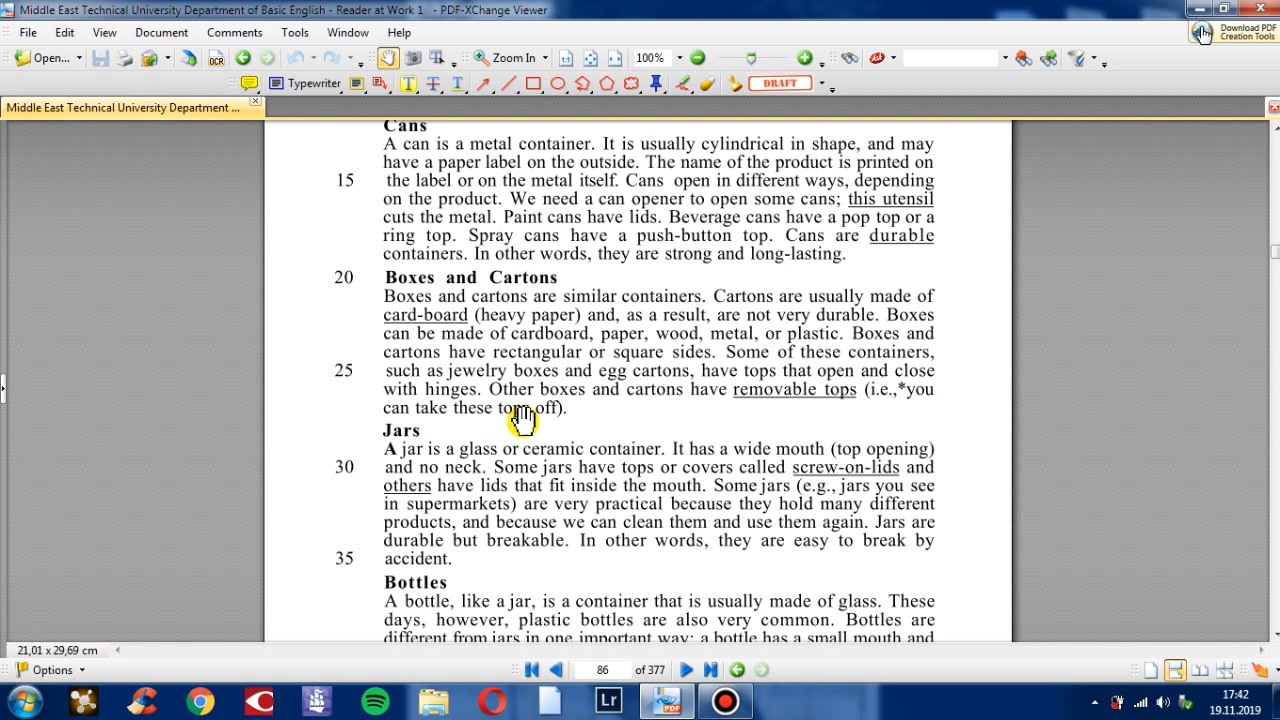 Middle East Technical University Department of Basic English - Reader at Work 1 - PDF-XChange Viewer
File Edit View Document Comments Tools Window Help
Download PDF
Creation Tools
Open... OCR Zoom In 100%
Typewriter DRAFT
Middle East Technical University Department ...
Cans
A can is a metal container. It is usually cylindrical in shape, and may
have a paper label on the outside. The name of the product is printed on
15 the label or on the metal itself. Cans open in different ways, depending
on the product. We need a can opener to open some cans; this utensil
cuts the metal. Paint cans have lids. Beverage cans have a pop top or a
ring top. Spray cans have a push-button top. Cans are durable
containers. In other words, they are strong and long-lasting.
20 Boxes and Cartons
Boxes and cartons are similar containers. Cartons are usually made of
card-board (heavy paper) and, as a result, are not very durable. Boxes
can be made of cardboard, paper, wood, metal, or plastic. Boxes and
cartons have rectangular or square sides. Some of these containers,
25 such as jewelry boxes and egg cartons, have tops that open and close
with hinges. Other boxes and cartons have removable tops (i.e.,*you
can take these tops off).
Jars
A jar is a glass or ceramic container. It has a wide mouth (top opening)
30 and no neck. Some jars have tops or covers called screw-on-lids and
others have lids that fit inside the mouth. Some jars (e.g., jars you see
in supermarkets) are very practical because they hold many different
products, and because we can clean them and use them again. Jars are
durable but breakable. In other words, they are easy to break by
35 accident.
Bottles
A bottle, like a jar, is a container that is usually made of glass. These
days, however, plastic bottles are also very common. Bottles are
different from jars in one important way: a bottle has a small mouth and
21,01 x 29,69 cm
Options 86 of 377
Lr PDF 17:42
19.11.2019